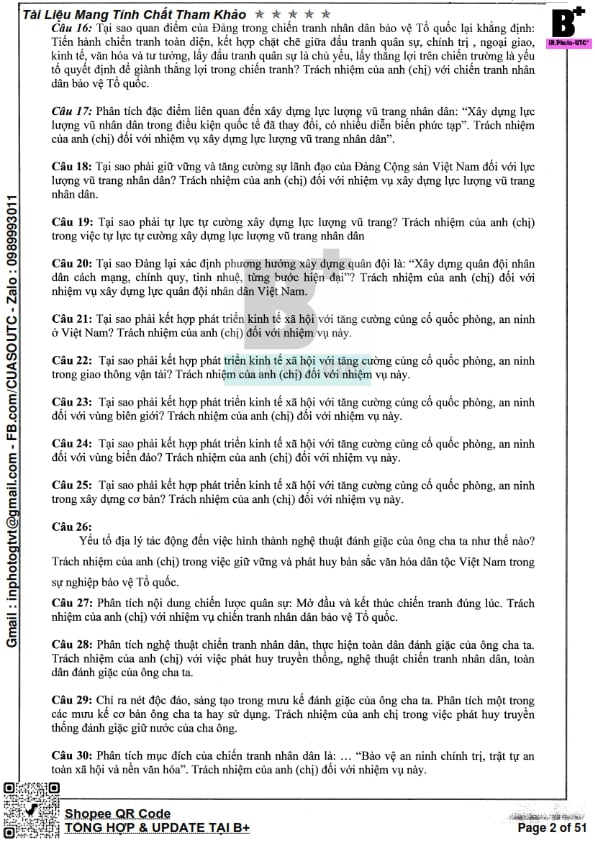 Tài Liệu Mang Tính Chất Tham Khảo ★ ★ ★ ★ ★
B+
IN.Photo-UTC*
Câu 16: Tại sao quan điểm của Đảng trong chiến tranh nhân dân bảo vệ Tổ quốc lại khẳng định:
Tiến hành chiến tranh toàn diện, kết hợp chặt chẽ giữa đấu tranh quân sự, chính trị , ngoại giao,
kinh tế, văn hóa và tư tưởng, lấy đấu tranh quân sự là chủ yếu, lấy thắng lợi trên chiến trường là yếu
tố quyết định để giành thắng lợi trong chiến tranh? Trách nhiệm của anh (chị) với chiến tranh nhân
dân bảo vệ Tổ quốc.
Câu 17: Phân tích đặc điểm liên quan đến xây dựng lực lượng vũ trang nhân dân: “Xây dựng lực
lượng vũ nhân dân trong điều kiện quốc tế đã thay đổi, có nhiều diễn biến phức tạp”. Trách nhiệm
của anh (chị) đối với nhiệm vụ xây dựng lực lượng vũ trang nhân dân”.
Câu 18: Tại sao phải giữ vững và tăng cường sự lãnh đạo của Đảng Cộng sản Việt Nam đối với lực
lượng vũ trang nhân dân? Trách nhiệm của anh (chị) đối với nhiệm vụ xây dựng lực lượng vũ trang
nhân dân.
Câu 19: Tại sao phải tự lực tự cường xây dựng lực lượng vũ trang? Trách nhiệm của anh (chị)
trong việc tự lực tự cường xây dựng lực lượng vũ trang nhân dân
Câu 20: Tại sao Đảng lại xác định phương hướng xây dựng quân đội là: “Xây dựng quân đội nhân
dân cách mạng, chính quy, tinh nhuệ, từng bước hiện đại”? Trách nhiệm của anh (chị) đối với
nhiệm vụ xây dựng lực quân đội nhân dân Việt Nam.
Câu 21: Tại sao phải kết hợp phát triển kinh tế xã hội với tăng cường củng cố quốc phòng, an ninh
ở Việt Nam? Trách nhiệm của anh (chị) đối với nhiệm vụ này.
Câu 22: Tại sao phải kết hợp phát triển kinh tế xã hội với tăng cường củng cố quốc phòng, an ninh
trong giao thông vận tải? Trách nhiệm của anh (chị) đối với nhiệm vụ này.
Câu 23: Tại sao phải kết hợp phát triển kinh tế xã hội với tăng cường củng cố quốc phòng, an ninh
đối với vùng biên giới? Trách nhiệm của anh (chị) đối với nhiệm vụ này.
Câu 24: Tại sao phải kết hợp phát triển kinh tế xã hội với tăng cường củng cố quốc phòng, an ninh
đối với vùng biển đảo? Trách nhiệm của anh (chị) đối với nhiệm vụ này.
Câu 25: Tại sao phải kết hợp phát triển kinh tế xã hội với tăng cường củng cố quốc phòng, an ninh
trong xây dựng cơ bản? Trách nhiệm của anh (chị) đối với nhiệm vụ này.
Câu 26:
Yếu tố địa lý tác động đến việc hình thành nghệ thuật đánh giặc của ông cha ta như thế nào?
Trách nhiệm của anh (chị) trong việc giữ vững và phát huy bản sắc văn hóa dân tộc Việt Nam trong
sự nghiệp bảo vệ Tổ quốc.
Câu 27: Phân tích nội dung chiến lược quân sự: Mở đầu và kết thúc chiến tranh đúng lúc. Trách
nhiệm của anh (chị) với nhiệm vụ chiến tranh nhân dân bảo vệ Tổ quốc.
Câu 28: Phân tích nghệ thuật chiến tranh nhân dân, thực hiện toàn dân đánh giặc của ông cha ta.
Trách nhiệm của anh (chị) với việc phát huy truyền thống, nghệ thuật chiến tranh nhân dân, toàn
dân đánh giặc của ông cha ta.
Câu 29: Chỉ ra nét độc đáo, sáng tạo trong mưu kế đánh giặc của ông cha ta. Phân tích một trong
các mưu kế cơ bản ông cha ta hay sử dụng. Trách nhiệm của anh chị trong việc phát huy truyền
thống đánh giặc giữ nước của cha ông.
Câu 30: Phân tích mục đích của chiến tranh nhân dân là: … “Bảo vệ an ninh chính trị, trật tự an
toàn xã hội và nền văn hóa”. Trách nhiệm của anh (chị) đối với nhiệm vụ này.
Gmail : inphotogtvt@gmail.com - FB.com/CUASOUTC - Zalo : 0989993011
Shopee QR Code
TỔNG HỢP & UPDATE TẠI B+
Page 2 of 51